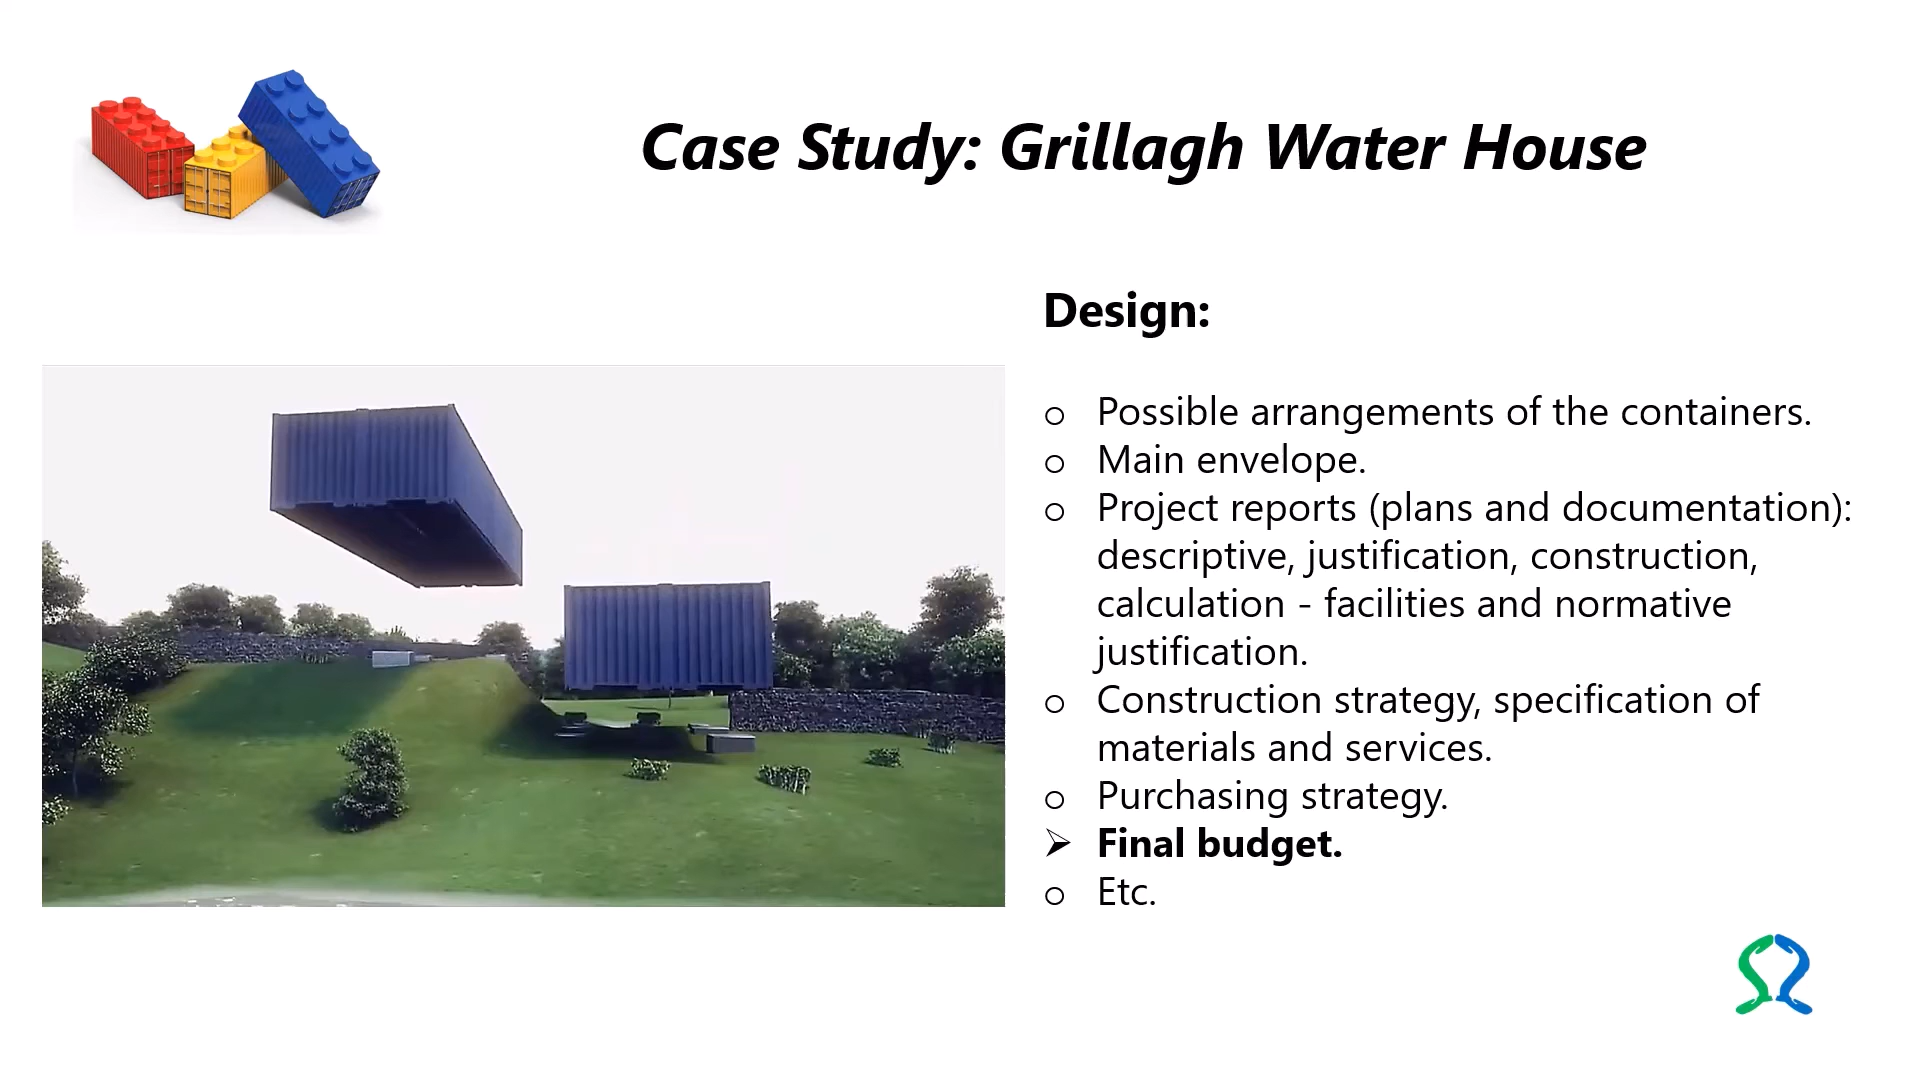 Case Study: Grillagh Water House
Design:
o Possible arrangements of the containers.
o Main envelope.
o Project reports (plans and documentation):
descriptive, justification, construction,
calculation - facilities and normative
justification.
o Construction strategy, specification of
materials and services.
o Purchasing strategy.
➢ Final budget.
o Etc.